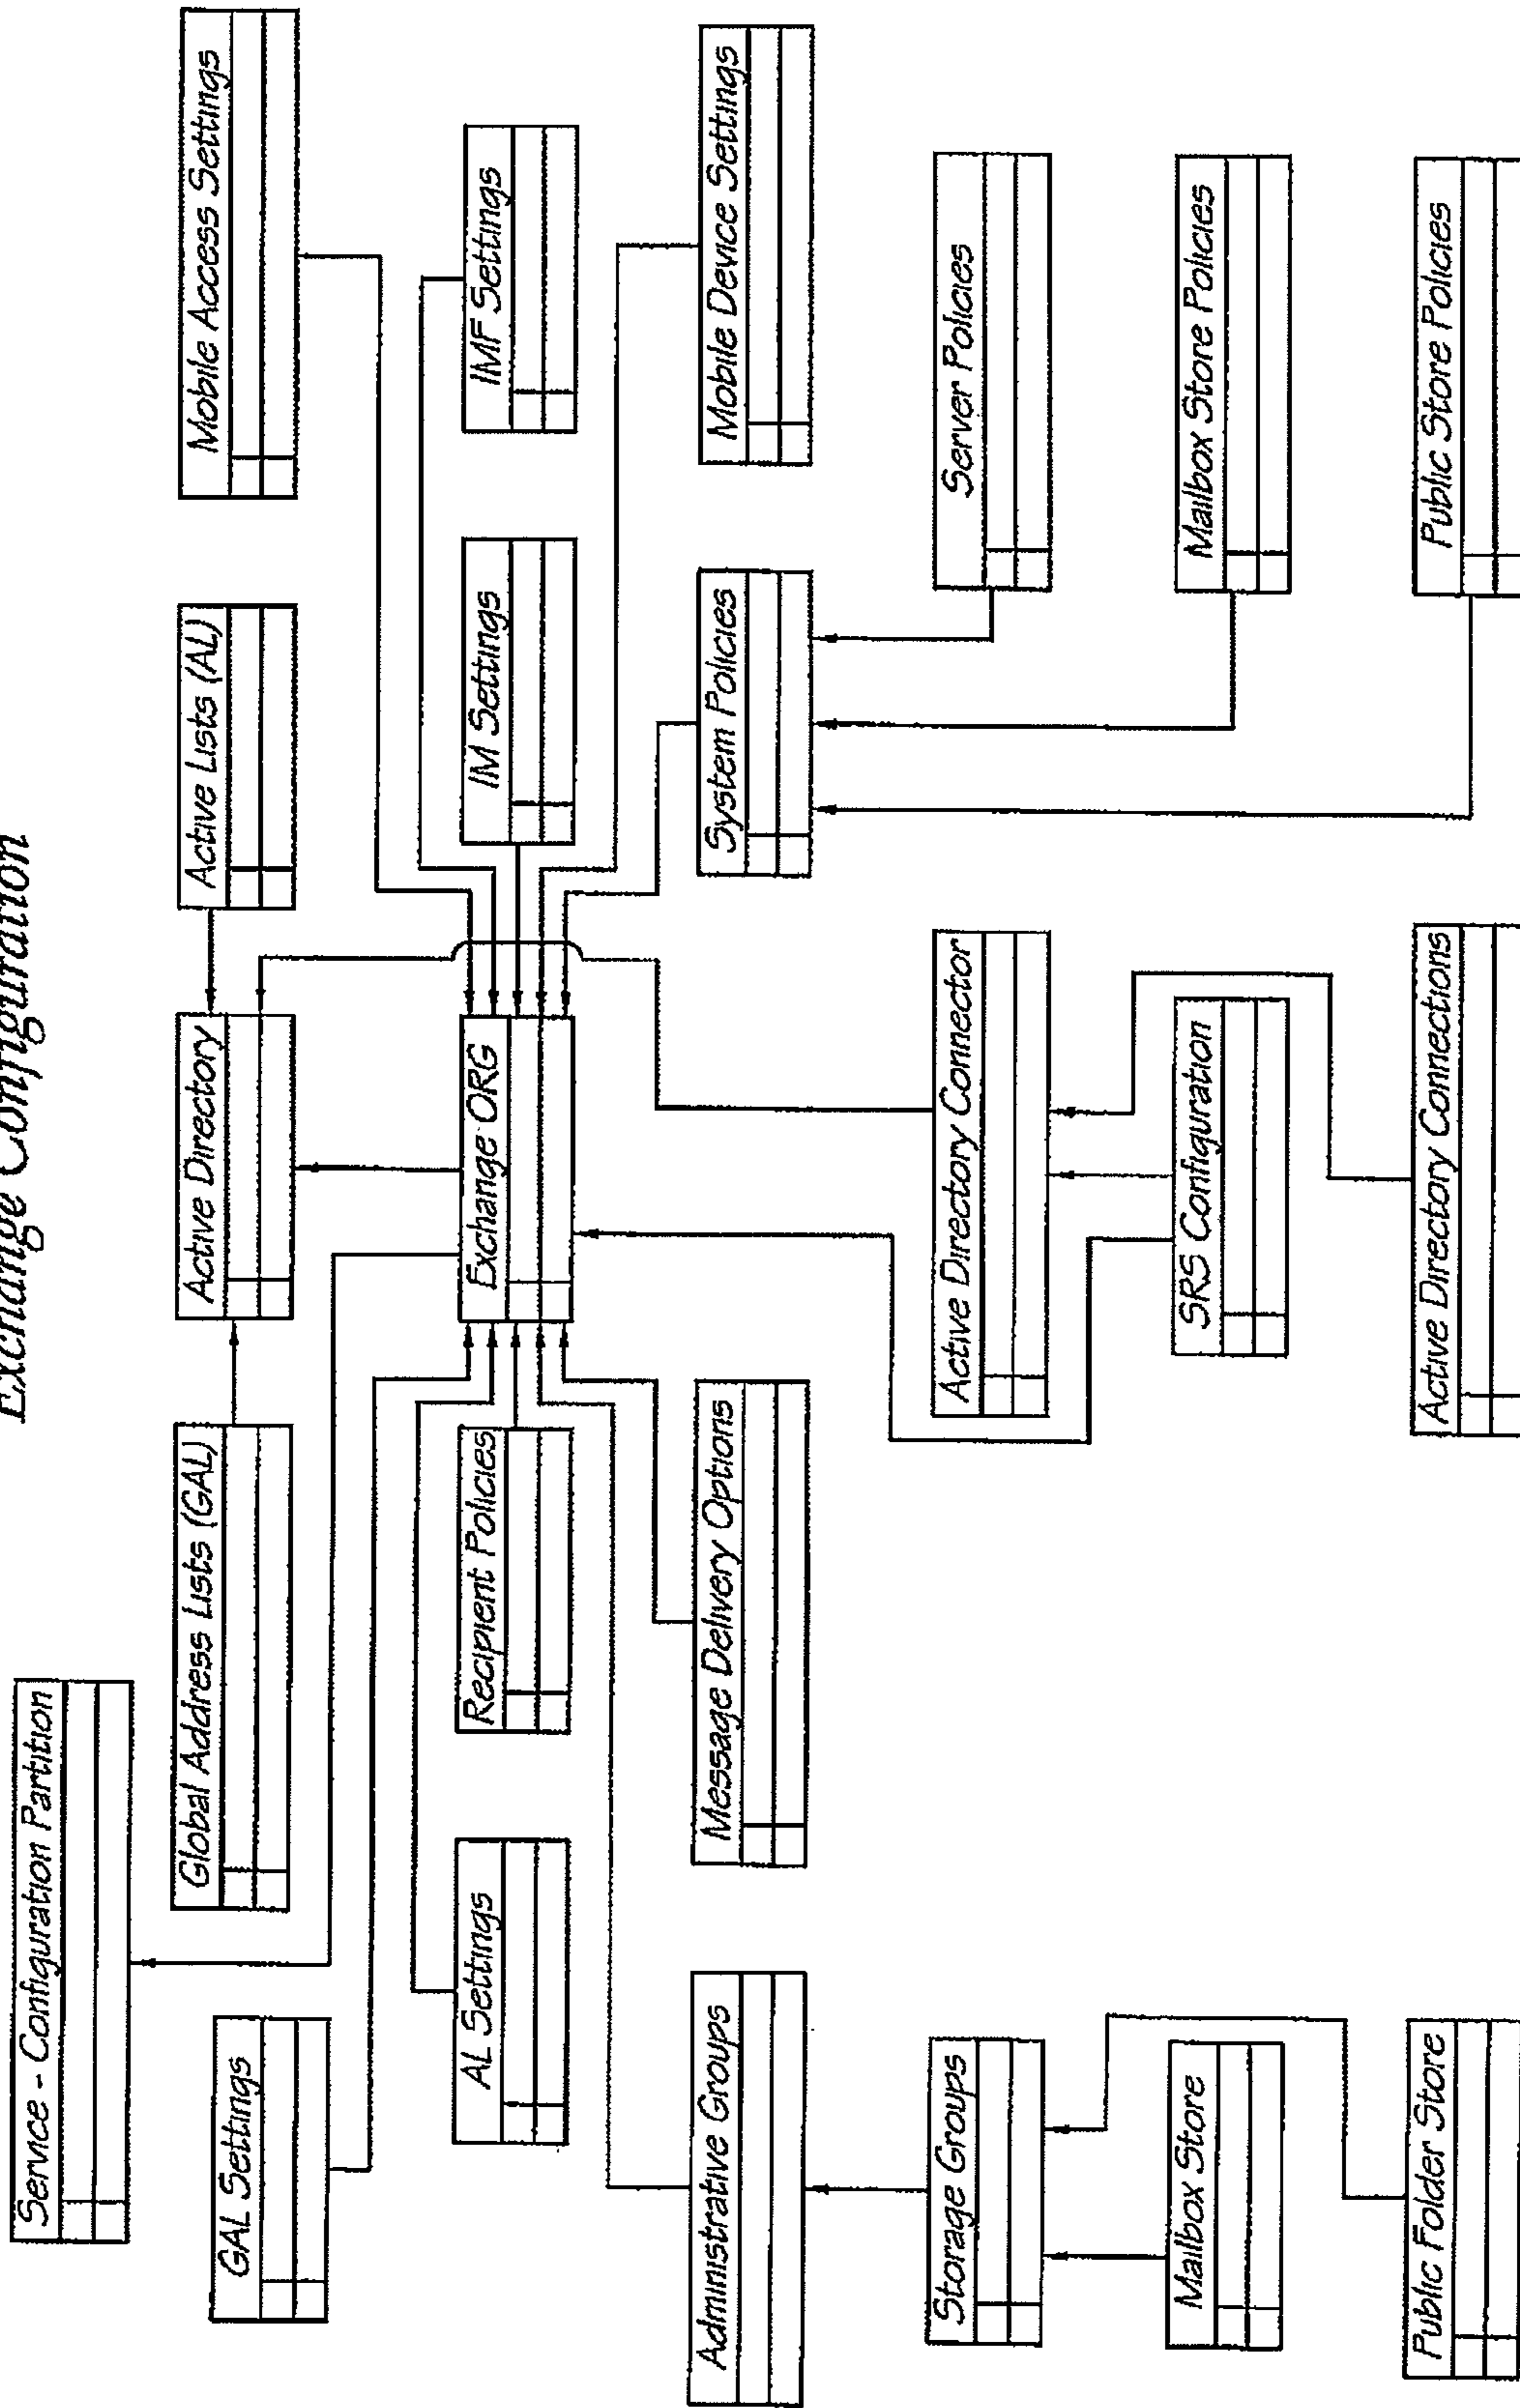 Exchange Configuration
Service - Configuration Partition
GAL Settings
Global Address Lists (GAL)
Active Directory
Active Lists (AL)
Mobile Access Settings
AL Settings
Recipient Policies
Exchange ORG
IM Settings
IMF Settings
Administrative Groups
Message Delivery Options
System Policies
Mobile Device Settings
Storage Groups
Active Directory Connector
Server Policies
Mailbox Store
SRS Configuration
Mailbox Store Policies
Public Folder Store
Active Directory Connections
Public Store Policies